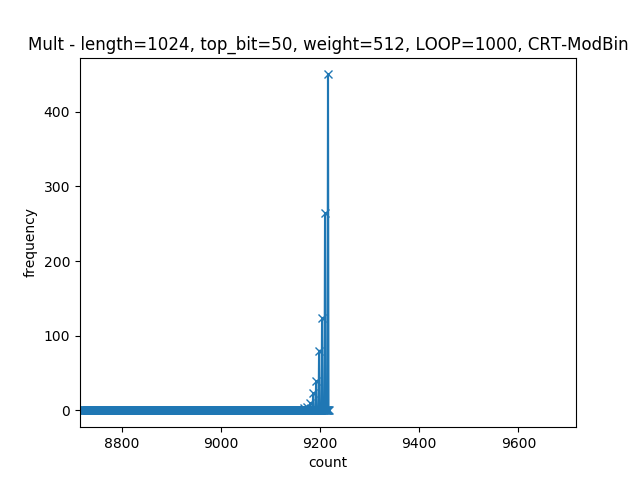 Mult - length=1024, top_bit=50, weight=512, LOOP=1000, CRT-ModBin
400
300
200
100
0
frequency
8800 9000 9200 9400 9600
count